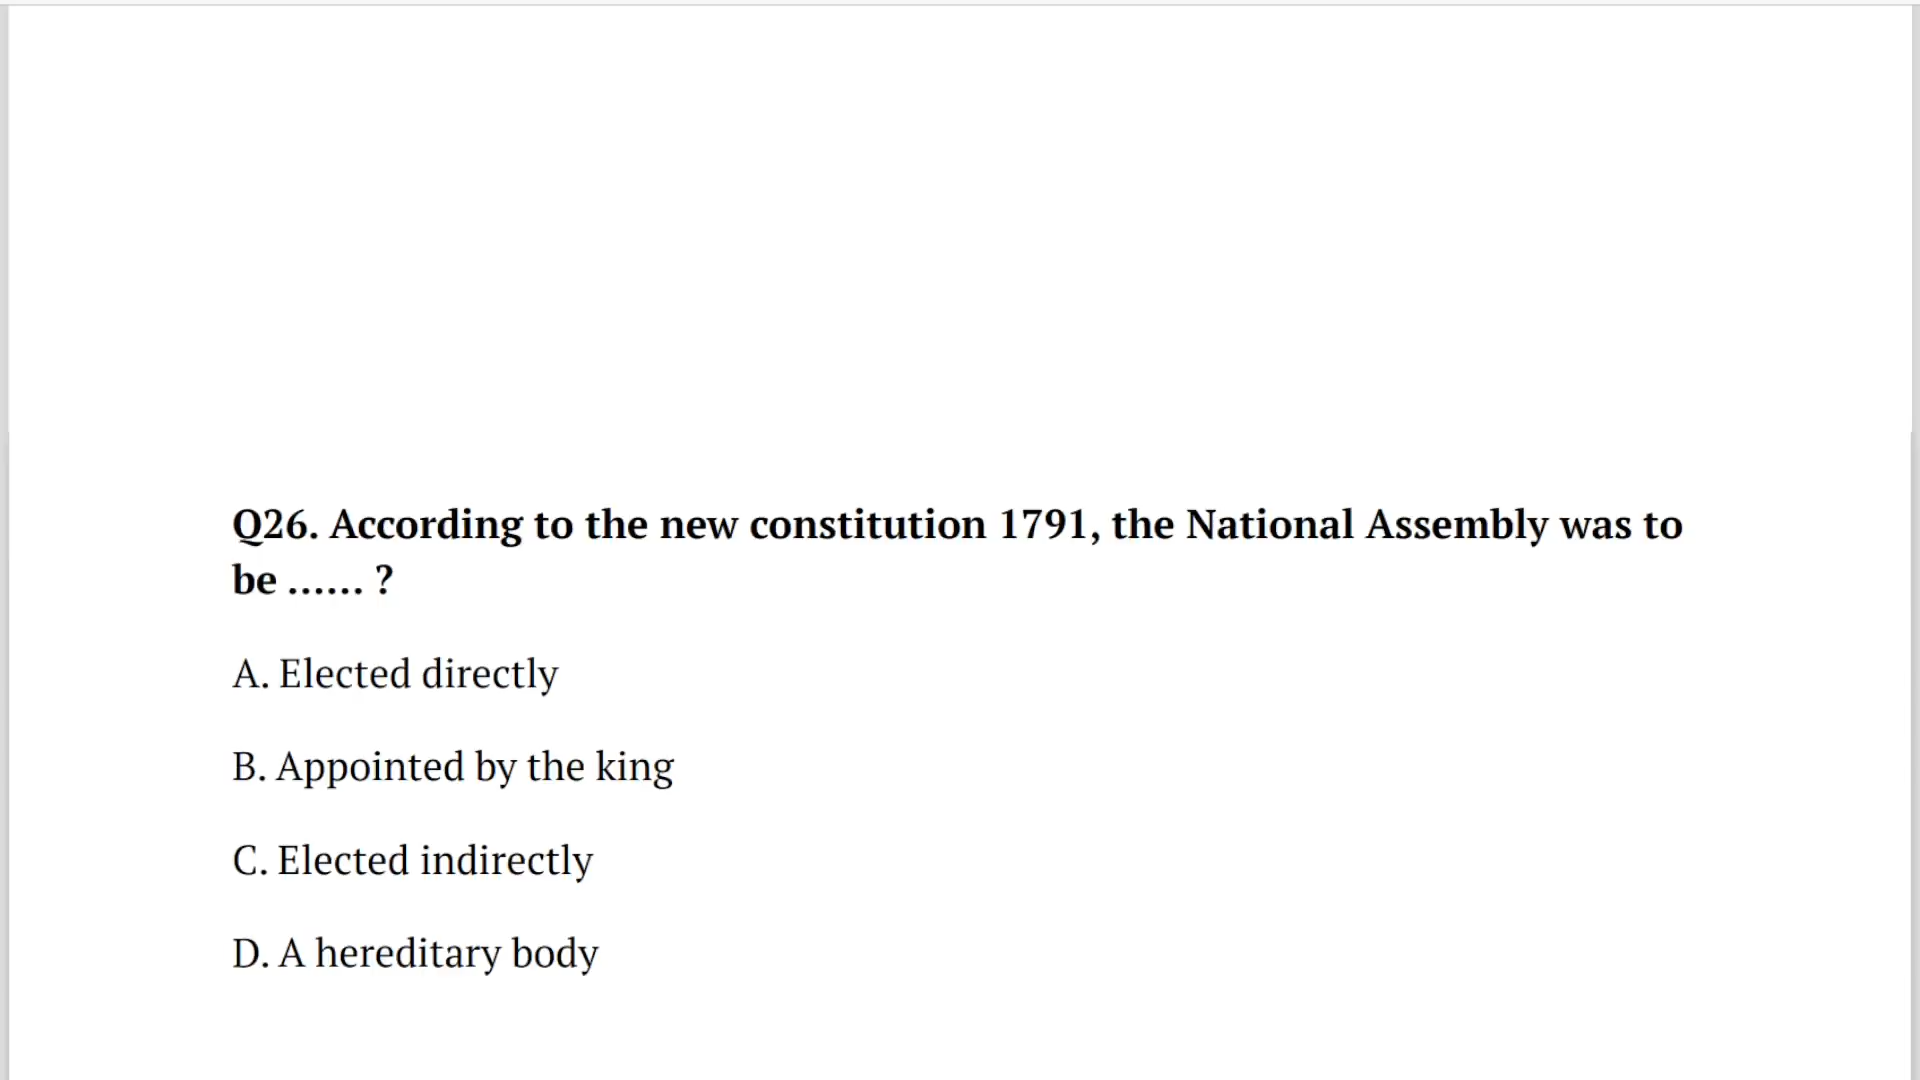 Q26. According to the new constitution 1791, the National Assembly was to
be ...... ?
A. Elected directly
B. Appointed by the king
C. Elected indirectly
D. A hereditary body